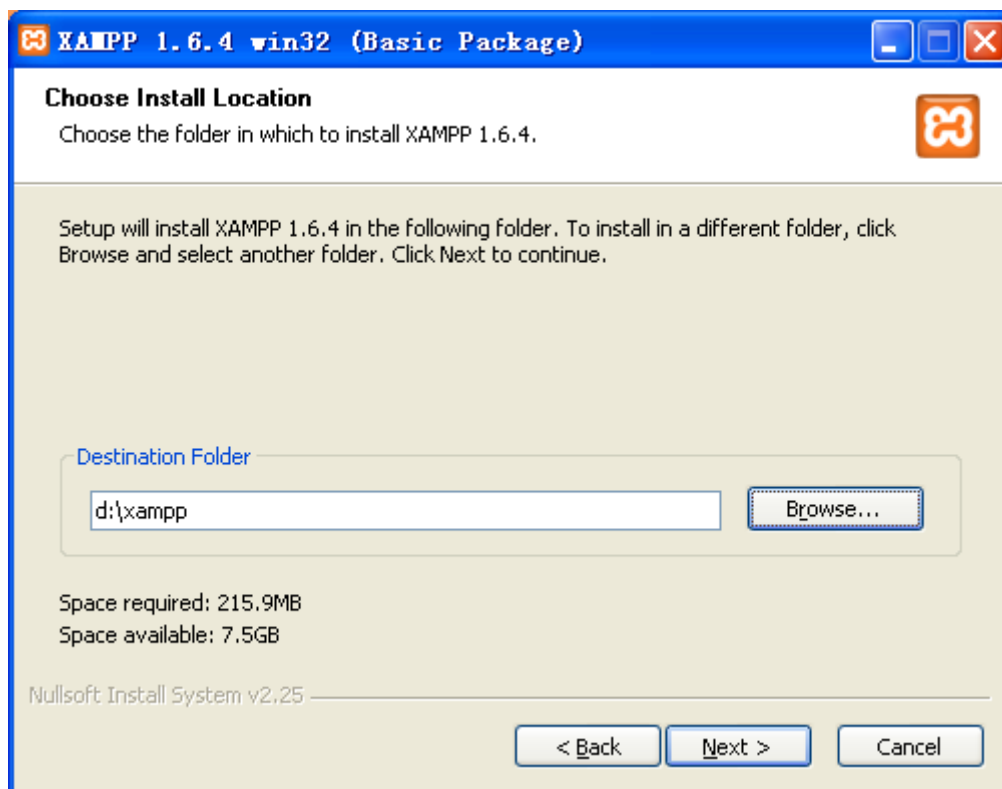 XAMPP 1.6.4 win32 (Basic Package)
Choose Install Location
Choose the folder in which to install XAMPP 1.6.4.
Setup will install XAMPP 1.6.4 in the following folder. To install in a different folder, click
Browse and select another folder. Click Next to continue.
Destination Folder
d:\xampp
Browse...
Space required: 215.9MB
Space available: 7.5GB
Nullsoft Install System v2.25
< Back
Next >
Cancel